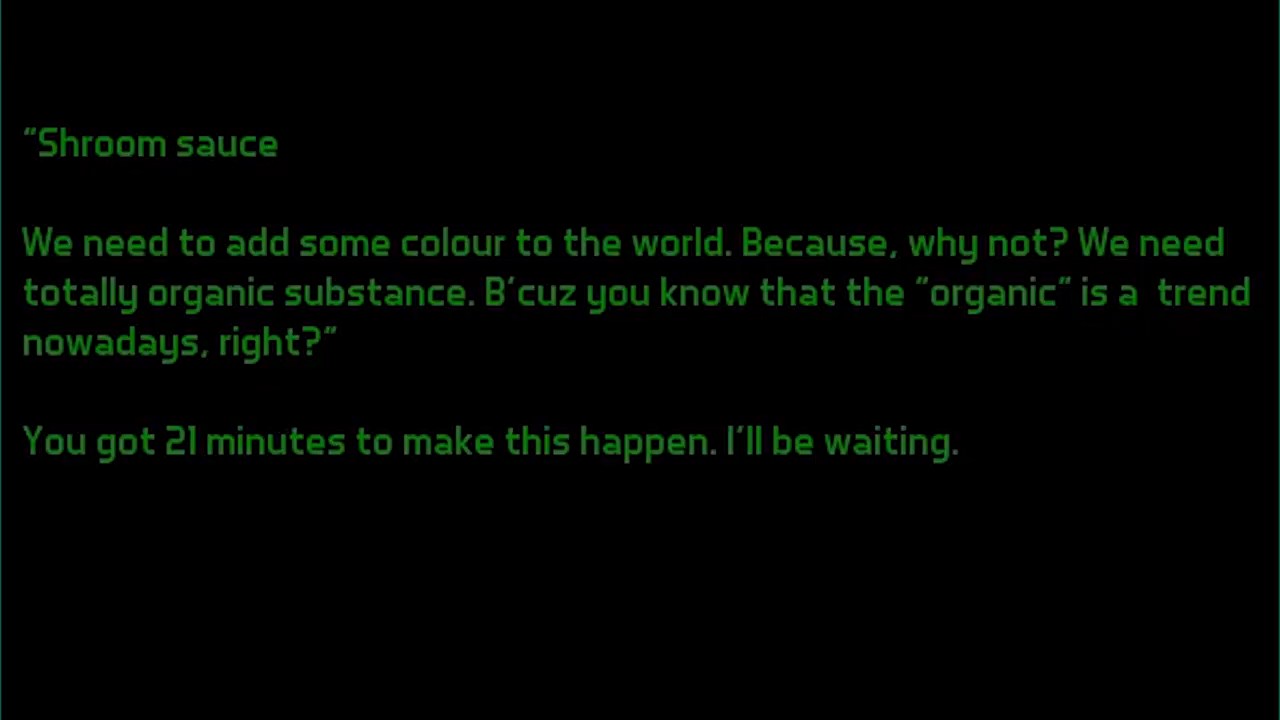 “Shroom sauce
We need to add some colour to the world. Because, why not? We need
totally organic substance. B’cuz you know that the “organic” is a  trend
nowadays, right?”
You got 21 minutes to make this happen. I’ll be waiting.